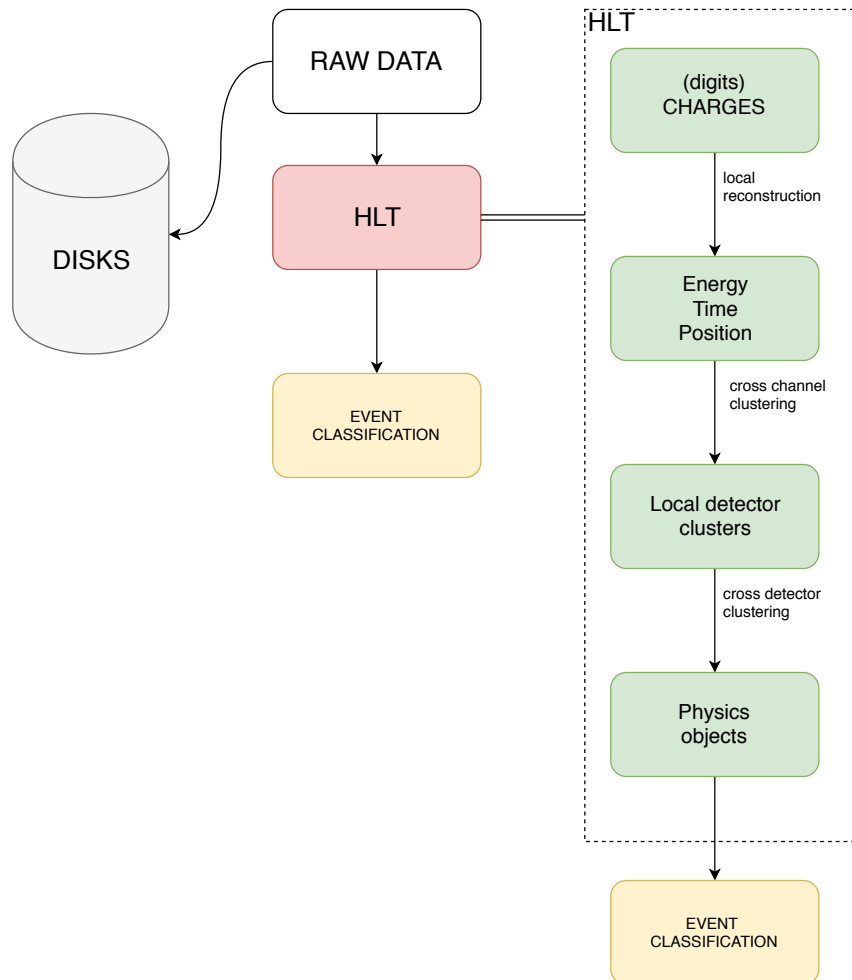 RAW DATA
DISKS
HLT
EVENT
CLASSIFICATION
HLT
(digits)
CHARGES
local
reconstruction
Energy
Time
Position
cross channel
clustering
Local detector
clusters
cross detector
clustering
Physics
objects
EVENT
CLASSIFICATION